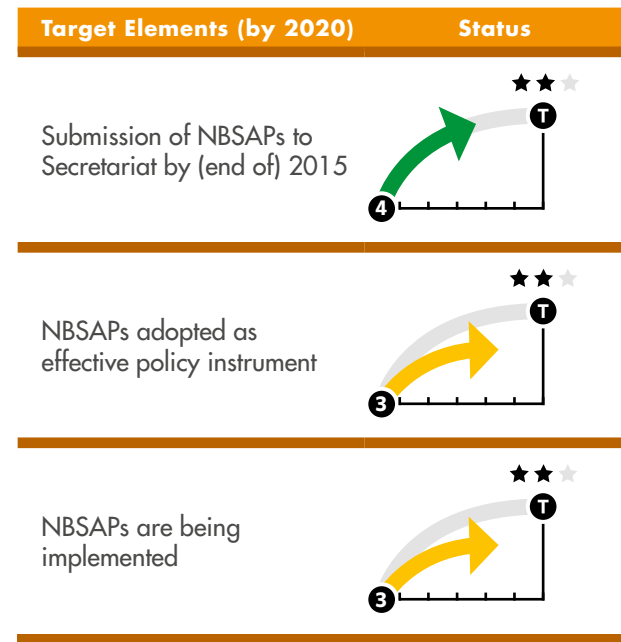 Target Elements (by 2020) Status
Submission of NBSAPs to
Secretariat by (end of) 2015
T
4
NBSAPs adopted as
effective policy instrument
T
3
NBSAPs are being
implemented
T
3